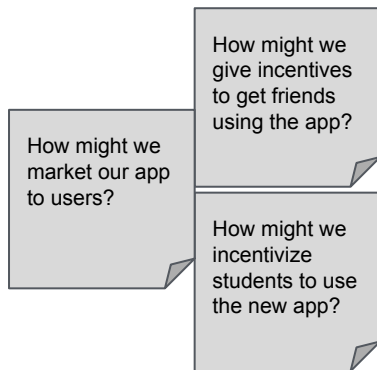 How might we
give incentives
to get friends
using the app?
How might we
market our app
to users?
How might we
incentivize
students to use
the new app?